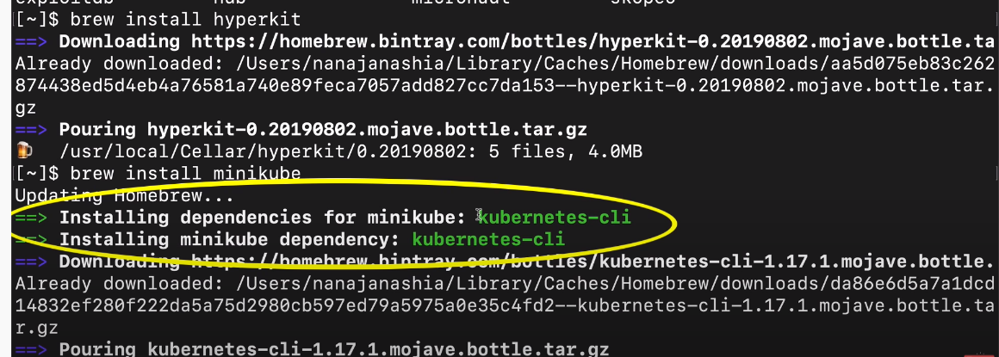 [~]$ brew install hyperkit
==> Downloading https://homebrew.bintray.com/bottles/hyperkit-0.20190802.mojave.bottle.ta
Already downloaded: /Users/nanajanashia/Library/Caches/Homebrew/downloads/aa5d075eb83c262
874438ed5d4eb4a76581a740e89feca7057add827cc7da153--hyperkit-0.20190802.mojave.bottle.tar.
gz
==> Pouring hyperkit-0.20190802.mojave.bottle.tar.gz
🍺  /usr/local/Cellar/hyperkit/0.20190802: 5 files, 4.0MB
[~]$ brew install minikube
Updating Homebrew...
==> Installing dependencies for minikube: kubernetes-cli
==> Installing minikube dependency: kubernetes-cli
==> Downloading https://homebrew.bintray.com/bottles/kubernetes-cli-1.17.1.mojave.bottle.
Already downloaded: /Users/nanajanashia/Library/Caches/Homebrew/downloads/da86e6d5a7a1dcd
14832ef280f222da5a75d2980cb597ed79a5975a0e35c4fd2--kubernetes-cli-1.17.1.mojave.bottle.ta
r.gz
==> Pouring kubernetes-cli-1.17.1.mojave.bottle.tar.gz